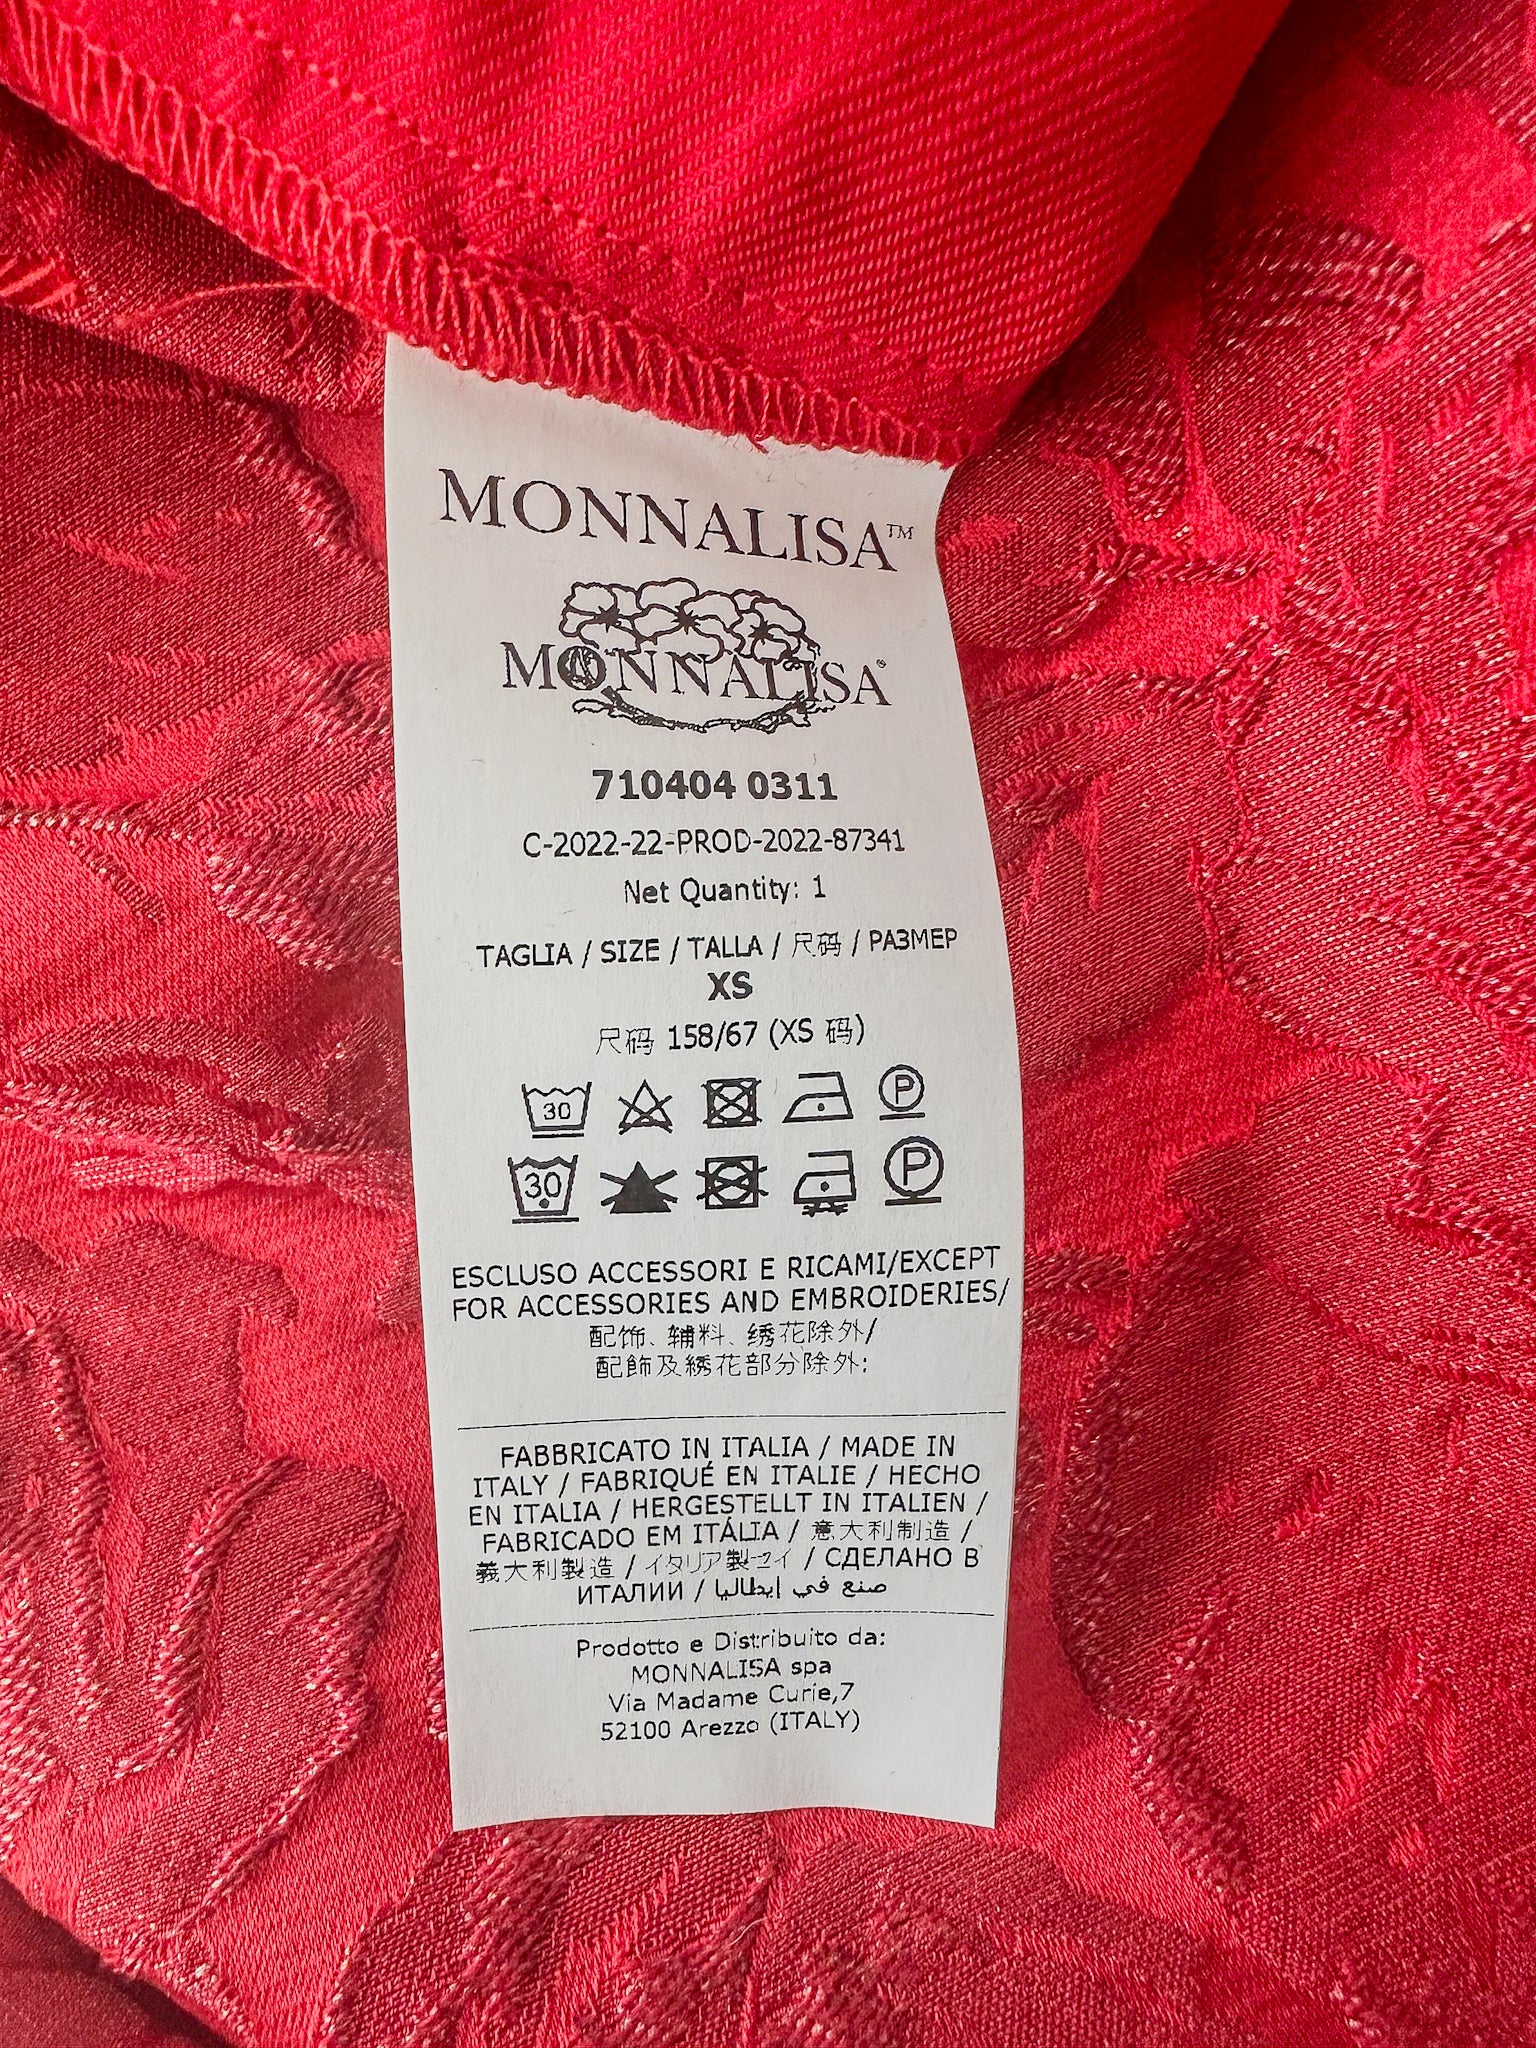 MONNALISA™
MONNALISA®
710404 0311
C-2022-22-PROD-2022-87341
Net Quantity: 1
TAGLIA / SIZE / TALLA / 尺码 / РАЗМЕР
XS
尺码 158/67 (XS 码)
30 P
30 P
ESCLUSO ACCESSORI E RICAMI/EXCEPT
FOR ACCESSORIES AND EMBROIDERIES/
配饰、辅料、绣花除外/
配飾及綉花部分除外:
FABBRICATO IN ITALIA / MADE IN
ITALY / FABRIQUÉ EN ITALIE / HECHO
EN ITALIA / HERGESTELLT IN ITALIEN /
FABRICADO EM ITÁLIA / 意大利制造 /
義大利製造 / イタリア製 / СДЕЛАНО В
ИТАЛИИ / صنع في إيطاليا
Prodotto e Distribuito da:
MONNALISA spa
Via Madame Curie,7
52100 Arezzo (ITALY)